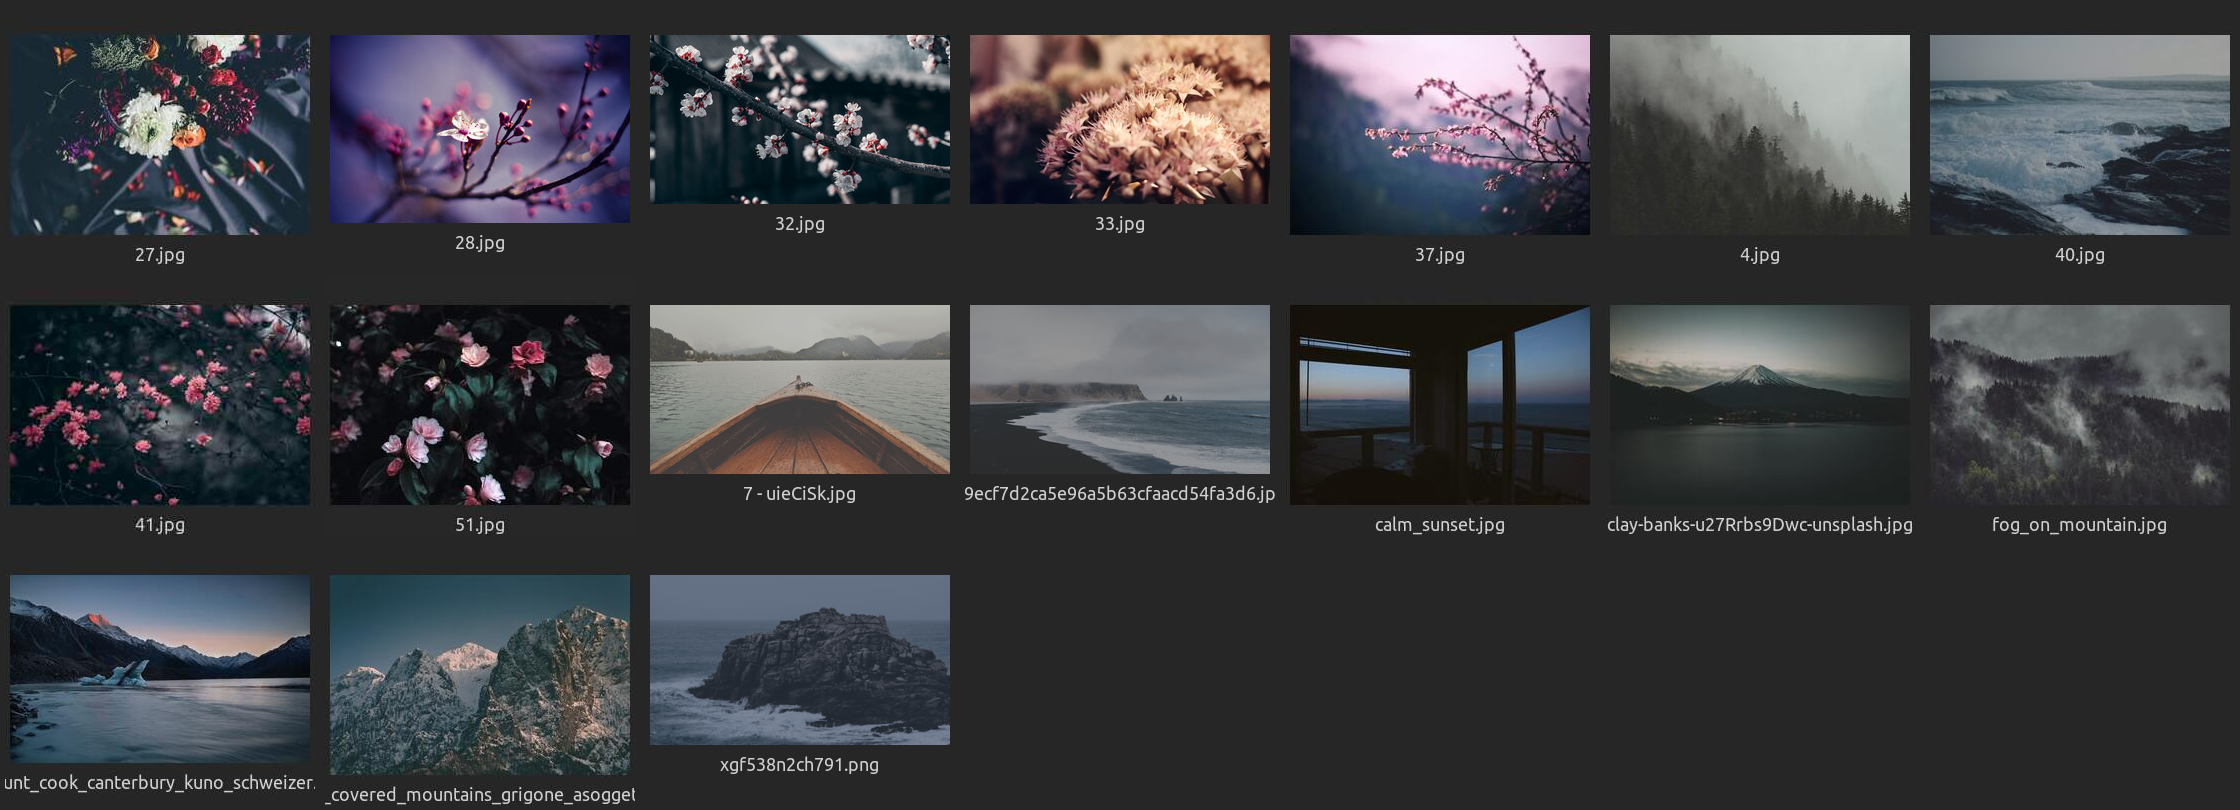 27.jpg
28.jpg
32.jpg
33.jpg
37.jpg
4.jpg
40.jpg
41.jpg
51.jpg
7 - uieCiSk.jpg
9ecf7d2ca5e96a5b63cfaacd54fa3d6.jp
calm_sunset.jpg
clay-banks-u27Rrbs9Dwc-unsplash.jpg
fog_on_mountain.jpg
unt_cook_canterbury_kuno_schweizer.
_covered_mountains_grigone_asogget
xgf538n2ch791.png